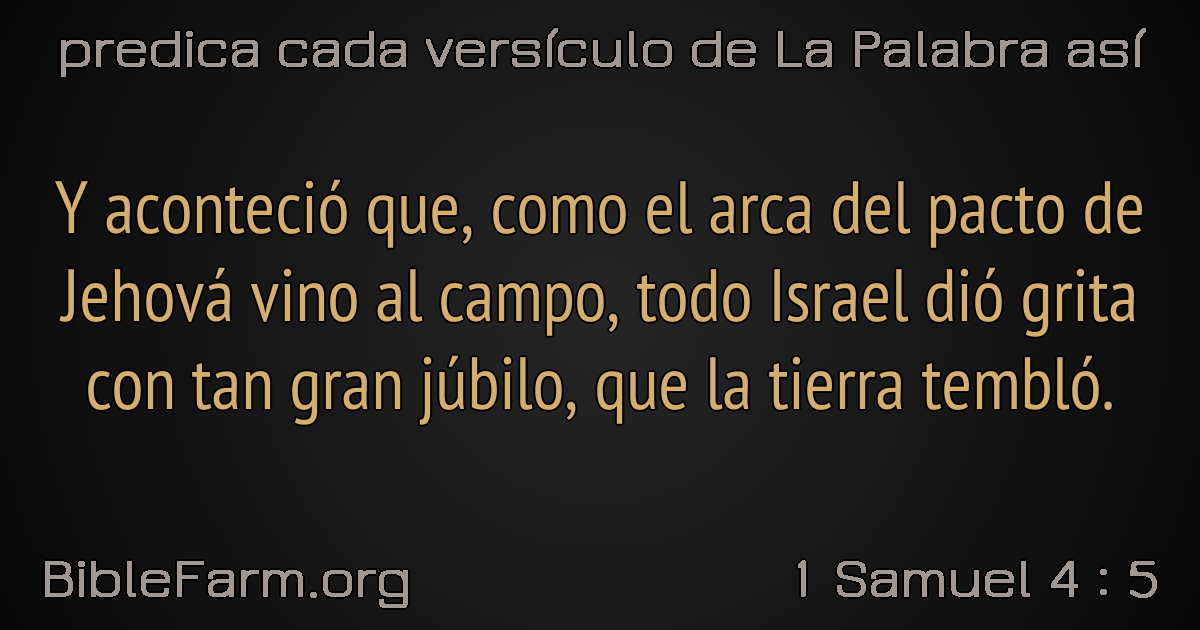 predica cada versículo de La Palabra así
Y aconteció que, como el arca del pacto de
Jehová vino al campo, todo Israel dió grita
con tan gran júbilo, que la tierra tembló.
BibleFarm.org
1 Samuel 4 : 5